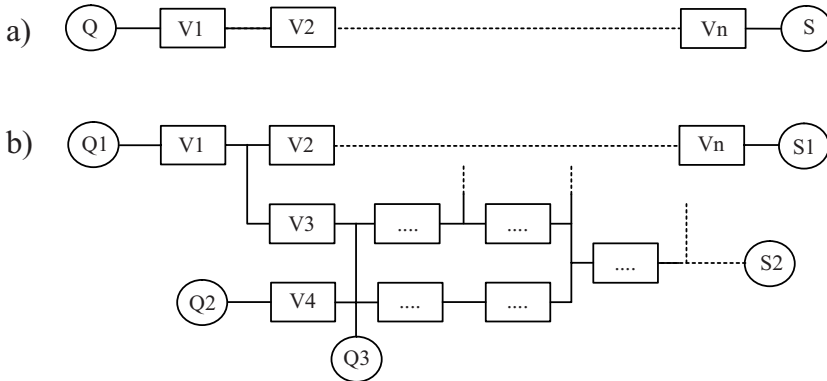 a) Q V1 V2 Vn S
b) Q1 V1 V2 Vn S1
V3 .... ....
.... S2
Q2 V4 .... ....
Q3